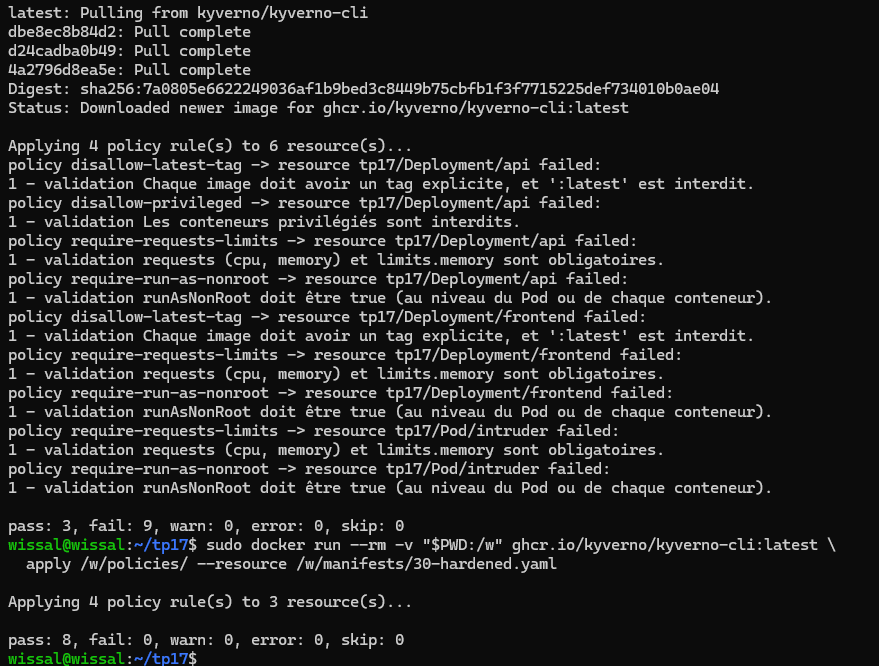 latest: Pulling from kyverno/kyverno-cli
dbe8ec8b84d2: Pull complete
d24cadba0b49: Pull complete
4a2796d8ea5e: Pull complete
Digest: sha256:7a0805e6622249036af1b9bed3c8449b75cbfb1f3f7715225def734010b0ae04
Status: Downloaded newer image for ghcr.io/kyverno/kyverno-cli:latest

Applying 4 policy rule(s) to 6 resource(s)...
policy disallow-latest-tag -> resource tp17/Deployment/api failed:
1 - validation Chaque image doit avoir un tag explicite, et ':latest' est interdit.
policy disallow-privileged -> resource tp17/Deployment/api failed:
1 - validation Les conteneurs privilégiés sont interdits.
policy require-requests-limits -> resource tp17/Deployment/api failed:
1 - validation requests (cpu, memory) et limits.memory sont obligatoires.
policy require-run-as-nonroot -> resource tp17/Deployment/api failed:
1 - validation runAsNonRoot doit être true (au niveau du Pod ou de chaque conteneur).
policy disallow-latest-tag -> resource tp17/Deployment/frontend failed:
1 - validation Chaque image doit avoir un tag explicite, et ':latest' est interdit.
policy require-requests-limits -> resource tp17/Deployment/frontend failed:
1 - validation requests (cpu, memory) et limits.memory sont obligatoires.
policy require-run-as-nonroot -> resource tp17/Deployment/frontend failed:
1 - validation runAsNonRoot doit être true (au niveau du Pod ou de chaque conteneur).
policy require-requests-limits -> resource tp17/Pod/intruder failed:
1 - validation requests (cpu, memory) et limits.memory sont obligatoires.
policy require-run-as-nonroot -> resource tp17/Pod/intruder failed:
1 - validation runAsNonRoot doit être true (au niveau du Pod ou de chaque conteneur).

pass: 3, fail: 9, warn: 0, error: 0, skip: 0
wissal@wissal:~/tp17$ sudo docker run --rm -v "$PWD:/w" ghcr.io/kyverno/kyverno-cli:latest \
  apply /w/policies/ --resource /w/manifests/30-hardened.yaml

Applying 4 policy rule(s) to 3 resource(s)...

pass: 8, fail: 0, warn: 0, error: 0, skip: 0
wissal@wissal:~/tp17$